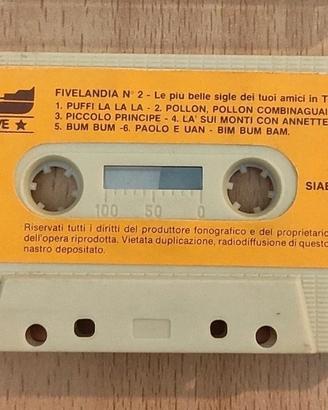 FIVELANDIA N° 2 - Le più belle sigle dei tuoi amici in T
1. PUFFI LA LA LA - 2. POLLON, POLLON COMBINAGUAI
3. PICCOLO PRINCIPE - 4. LA' SUI MONTI CON ANNETTE
VE ★ 5. BUM BUM -6. PAOLO E UAN - BIM BUM BAM.
SIAE
100 50 0
Riservati tutti i diritti del produttore fonografico e del proprietario
dell'opera riprodotta. Vietata duplicazione, radiodiffusione di questo
nastro depositato.